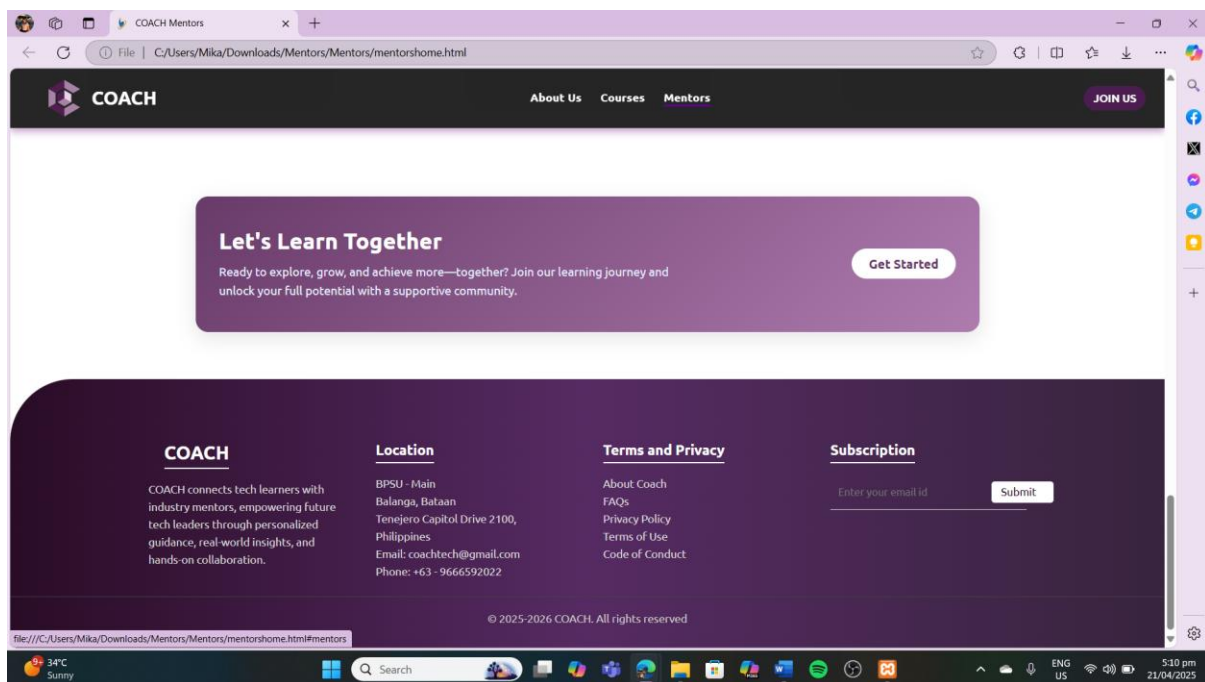 COACH Mentors
File | C:/Users/Mika/Downloads/Mentors/Mentors/mentorshome.html
COACH
About Us Courses Mentors
JOIN US
Let's Learn Together
Ready to explore, grow, and achieve more—together? Join our learning journey and
unlock your full potential with a supportive community.
Get Started
COACH
COACH connects tech learners with
industry mentors, empowering future
tech leaders through personalized
guidance, real-world insights, and
hands-on collaboration.
Location
BPSU - Main
Balanga, Bataan
Tenejero Capitol Drive 2100,
Philippines
Email: coachtech@gmail.com
Phone: +63 - 9666592022
Terms and Privacy
About Coach
FAQs
Privacy Policy
Terms of Use
Code of Conduct
Subscription
Enter your email id
Submit
© 2025-2026 COACH. All rights reserved
file:///C:/Users/Mika/Downloads/Mentors/Mentors/mentorshome.html#mentors
9+
34°C
Sunny
Search
ENG
US
5:10 pm
21/04/2025